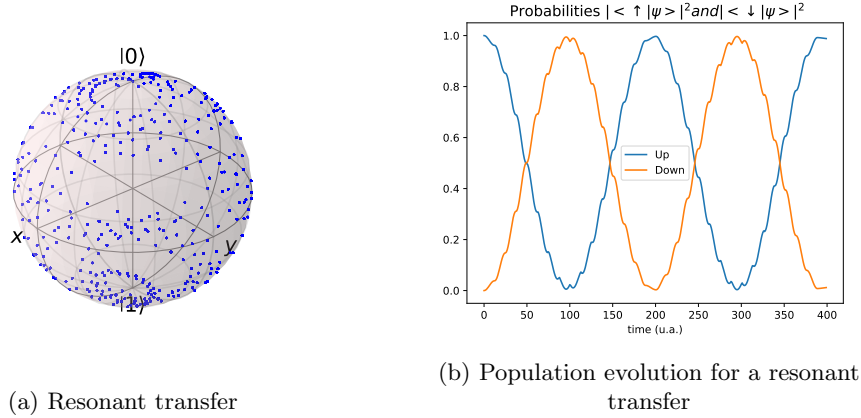 |0⟩
x
y
|1⟩
(a) Resonant transfer
Probabilities |< ↑ |ψ > |² and| < ↓ |ψ > |²
1.0
0.8
0.6
0.4
0.2
0.0
Up
Down
0 50 100 150 200 250 300 350 400
time (u.a.)
(b) Population evolution for a resonant
transfer